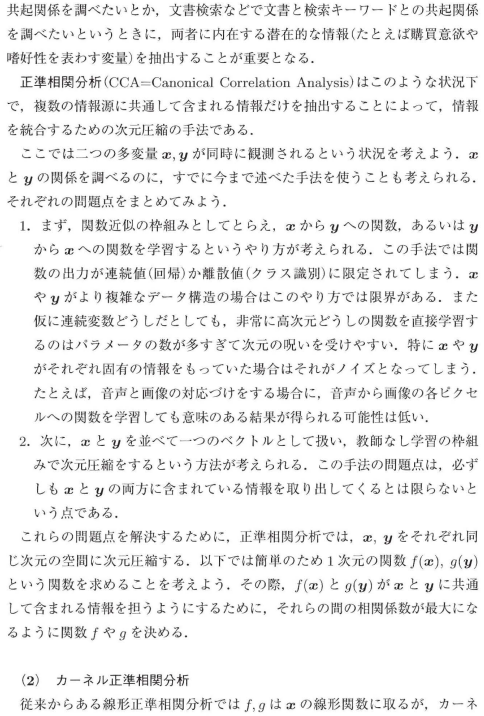 共起関係を調べたいとか，文書検索などで文書と検索キーワードとの共起関係
を調べたいというときに，両者に内在する潜在的な情報(たとえば購買意欲や
嗜好性を表わす変量)を抽出することが重要となる．
正準相関分析(CCA=Canonical Correlation Analysis)はこのような状況下
で，複数の情報源に共通して含まれる情報だけを抽出することによって，情報
を統合するための次元圧縮の手法である．
ここでは二つの多変量 x, y が同時に観測されるという状況を考えよう．x
と y の関係を調べるのに，すでに今まで述べた手法を使うことも考えられる．
それぞれの問題点をまとめてみよう．
1. まず，関数近似の枠組みとしてとらえ，x から y への関数，あるいは y
から x への関数を学習するというやり方が考えられる．この手法では関
数の出力が連続値(回帰)か離散値(クラス識別)に限定されてしまう．x
や y がより複雑なデータ構造の場合はこのやり方では限界がある．また
仮に連続変数どうしだとしても，非常に高次元どうしの関数を直接学習す
るのはパラメータの数が多すぎて次元の呪いを受けやすい．特に x や y
がそれぞれ固有の情報をもっていた場合はそれがノイズとなってしまう．
たとえば，音声と画像の対応づけをする場合に，音声から画像の各ピクセ
ルへの関数を学習しても意味のある結果が得られる可能性は低い．
2. 次に，x と y を並べて一つのベクトルとして扱い，教師なし学習の枠組
みで次元圧縮をするという方法が考えられる．この手法の問題点は，必ず
しも x と y の両方に含まれている情報を取り出してくるとは限らないと
いう点である．
これらの問題点を解決するために，正準相関分析では，x, y をそれぞれ同
じ次元の空間に次元圧縮する．以下では簡単のため 1 次元の関数 f(x), g(y)
という関数を求めることを考えよう．その際，f(x) と g(y) が x と y に共通
して含まれる情報を担うようにするために，それらの間の相関係数が最大にな
るように関数 f や g を決める．
(2) カーネル正準相関分析
従来からある線形正準相関分析では f, g は x の線形関数に取るが，カーネ